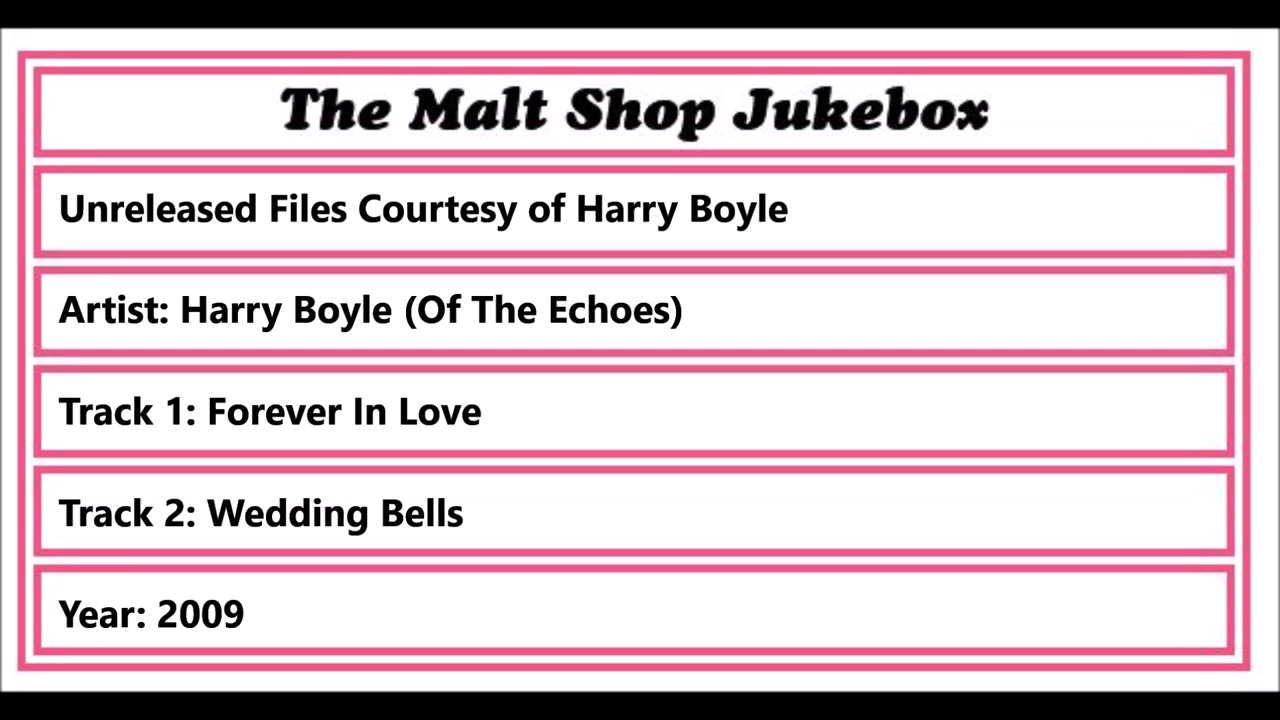 The Malt Shop Jukebox
Unreleased Files Courtesy of Harry Boyle
Artist: Harry Boyle (Of The Echoes)
Track 1: Forever In Love
Track 2: Wedding Bells
Year: 2009